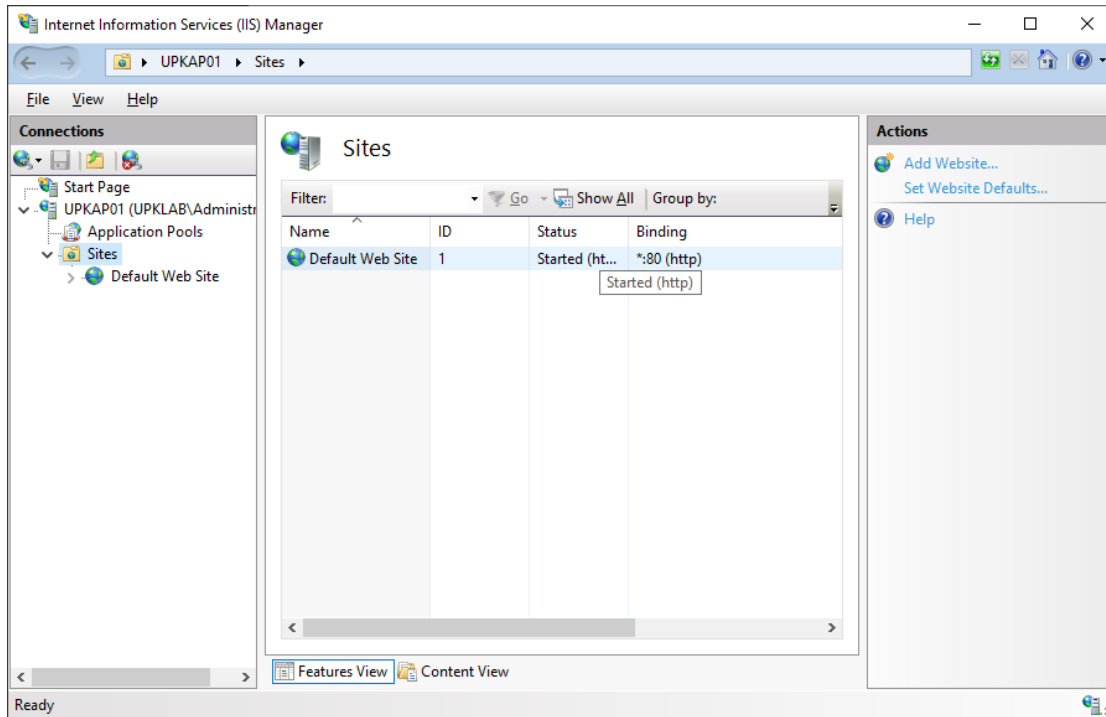 Internet Information Services (IIS) Manager
UPKAP01 Sites
File View Help
Connections
Start Page
UPKAP01 (UPKLAB\Administr
Application Pools
Sites
Default Web Site
Sites
Filter: Go Show All Group by:
Name ID Status Binding
Default Web Site 1 Started (ht... *:80 (http)
Started (http)
Features View Content View
Actions
Add Website...
Set Website Defaults...
Help
Ready